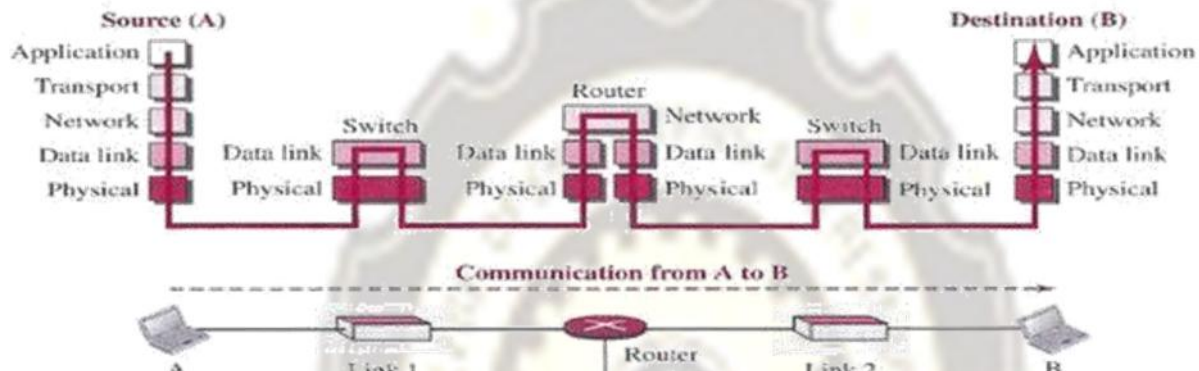 Source (A)
Destination (B)
Application
Application
Transport
Transport
Router
Network
Switch
Network
Switch
Network
Data link
Data link
Data link
Data link
Data link
Data link
Physical
Physical
Physical
Physical
Physical
Physical
Communication from A to B
Router
A
Link 1
Link 2
B